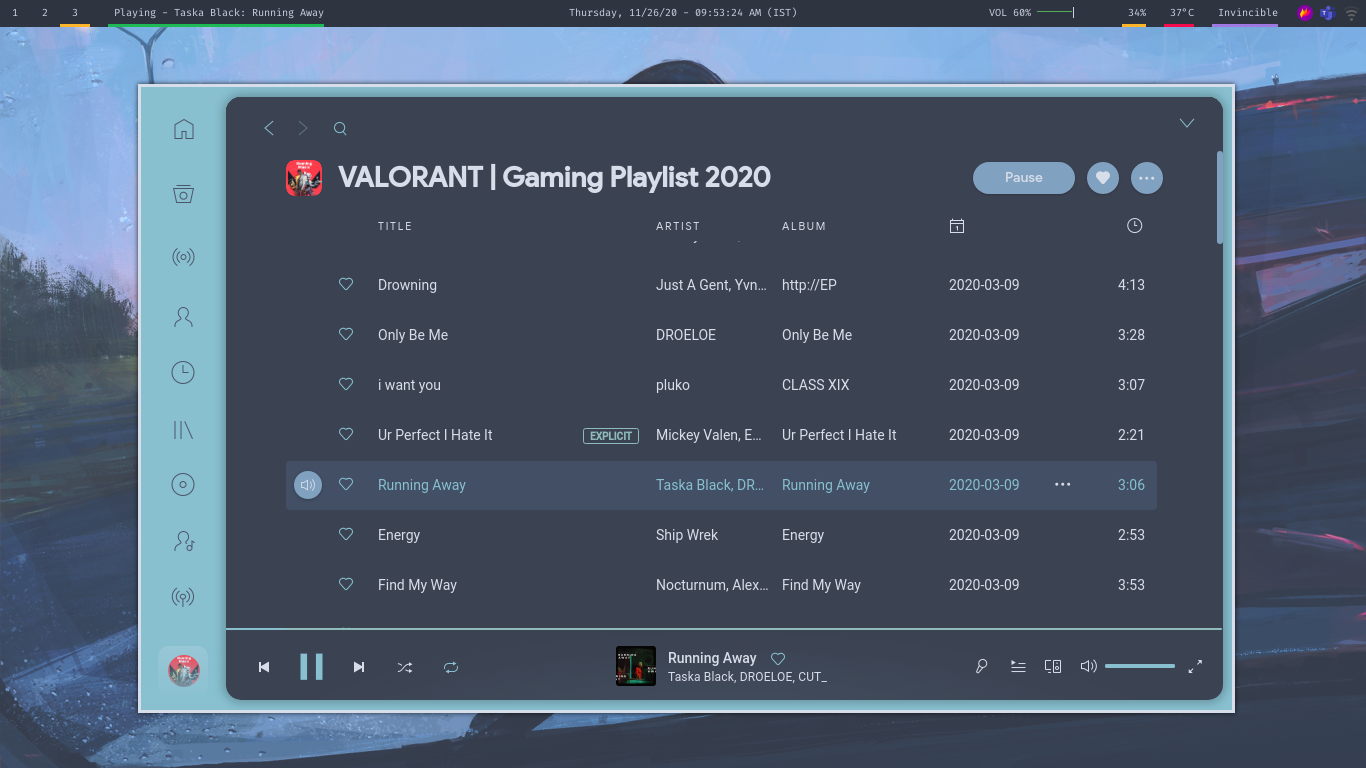 1 2 3 Playing - Taska Black: Running Away Thursday, 11/26/20 - 09:53:24 AM (IST) VOL 60% 34% 37°C Invincible
VALORANT | Gaming Playlist 2020 Pause
TITLE ARTIST ALBUM 1
Drowning Just A Gent, Yvn... http://EP 2020-03-09 4:13
Only Be Me DROELOE Only Be Me 2020-03-09 3:28
i want you pluko CLASS XIX 2020-03-09 3:07
Ur Perfect I Hate It EXPLICIT Mickey Valen, E... Ur Perfect I Hate It 2020-03-09 2:21
Running Away Taska Black, DR... Running Away 2020-03-09 3:06
Energy Ship Wrek Energy 2020-03-09 2:53
Find My Way Nocturnum, Alex... Find My Way 2020-03-09 3:53
Running Away
Taska Black, DROELOE, CUT_